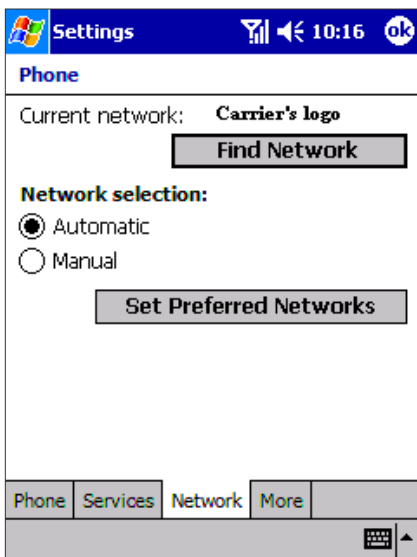 Settings 10:16 ok
Phone
Current network: Carrier's logo
Find Network
Network selection:
Automatic
Manual
Set Preferred Networks
Phone Services Network More